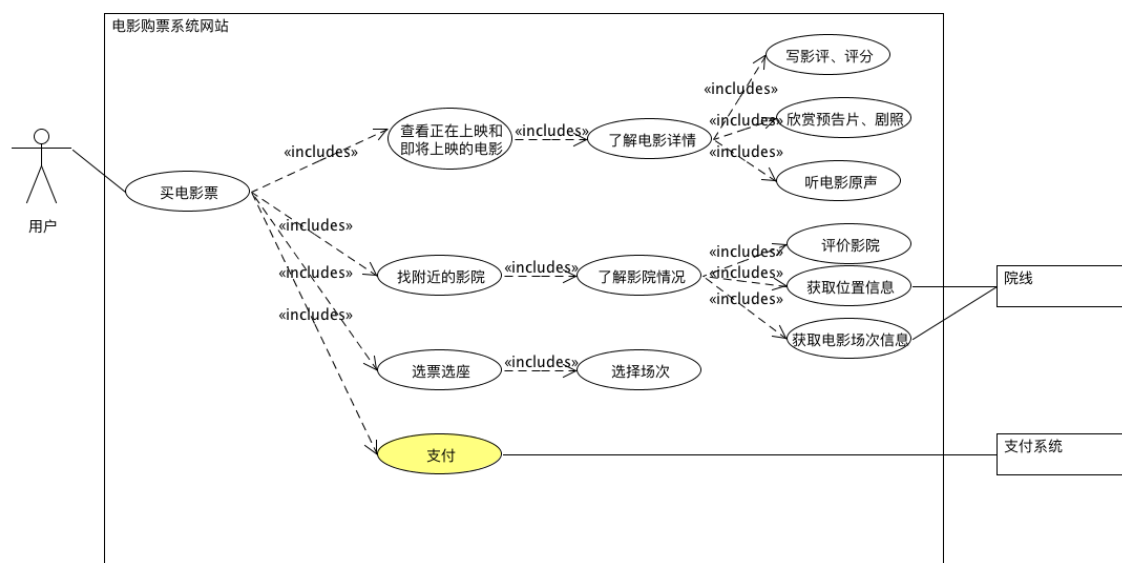 电影购票系统网站
写影评、评分
«includes»
查看正在上映和
即将上映的电影
«includes»
了解电影详情
«includes»
欣赏预告片、剧照
«includes»
«includes»
听电影原声
买电影票
用户
«includes»
找附近的影院
«includes»
了解影院情况
«includes»
评价影院
«includes»
获取位置信息
院线
«includes»
«includes»
获取电影场次信息
«includes»
选票选座
«includes»
选择场次
支付
支付系统